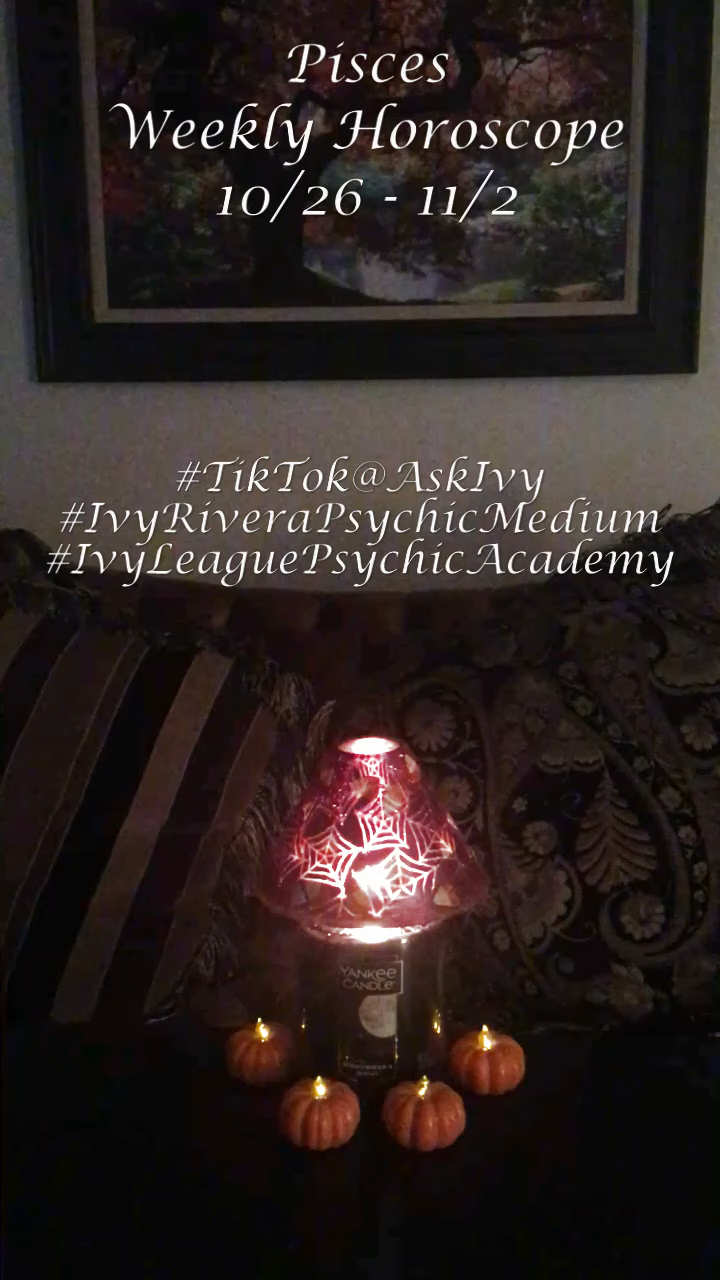 Pisces
Weekly Horoscope
10/26 - 11/2
#TikTok@AskIvy
#IvyRiveraPsychicMedium
#IvyLeaguePsychicAcademy
YANKEE
CANDLE